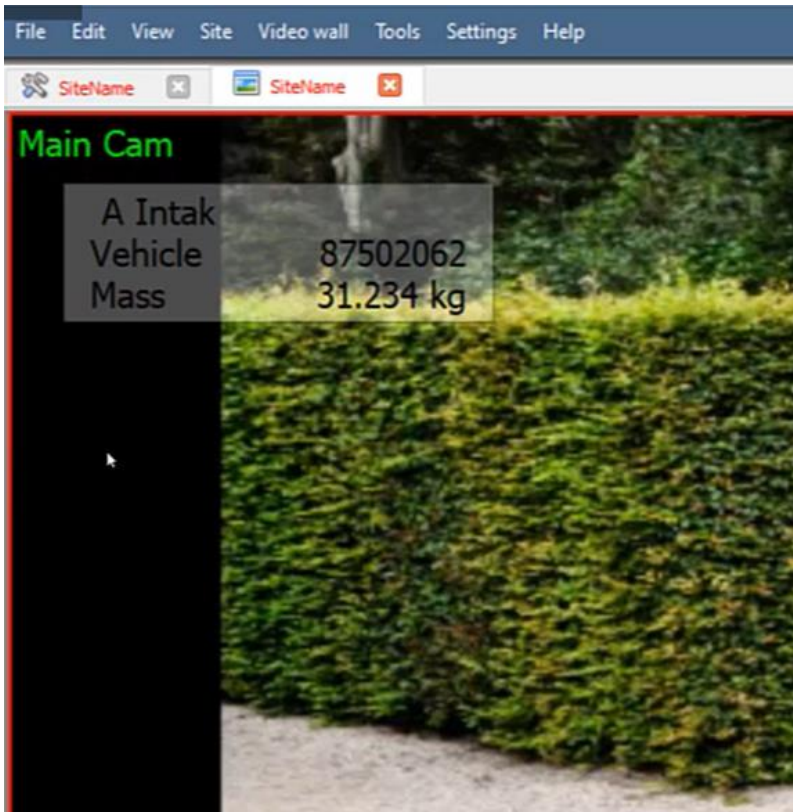 File Edit View Site Video wall Tools Settings Help
SiteName SiteName
Main Cam
A Intak
Vehicle 87502062
Mass 31.234 kg